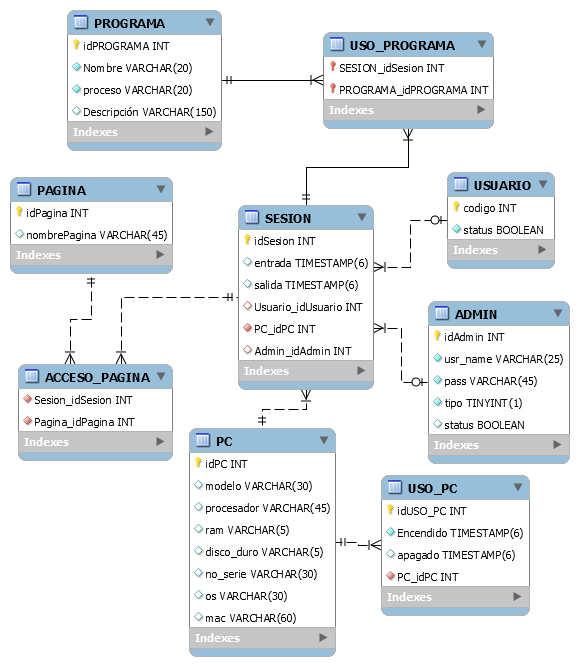 PROGRAMA
idPROGRAMA INT
Nombre VARCHAR(20)
proceso VARCHAR(20)
Descripción VARCHAR(150)
Indexes
USO_PROGRAMA
SESION_idSesion INT
PROGRAMA_idPROGRAMA INT
Indexes
PAGINA
idPagina INT
nombrePagina VARCHAR(45)
Indexes
SESION
idSesion INT
entrada TIMESTAMP(6)
salida TIMESTAMP(6)
Usuario_idUsuario INT
PC_idPC INT
Admin_idAdmin INT
Indexes
USUARIO
codigo INT
status BOOLEAN
Indexes
ADMIN
idAdmin INT
usr_name VARCHAR(25)
pass VARCHAR(45)
tipo TINYINT(1)
status BOOLEAN
Indexes
ACCESO_PAGINA
Sesion_idSesion INT
Pagina_idPagina INT
Indexes
PC
idPC INT
modelo VARCHAR(30)
procesador VARCHAR(45)
ram VARCHAR(5)
disco_duro VARCHAR(5)
no_serie VARCHAR(30)
os VARCHAR(30)
mac VARCHAR(60)
Indexes
USO_PC
idUSO_PC INT
Encendido TIMESTAMP(6)
apagado TIMESTAMP(6)
PC_idPC INT
Indexes